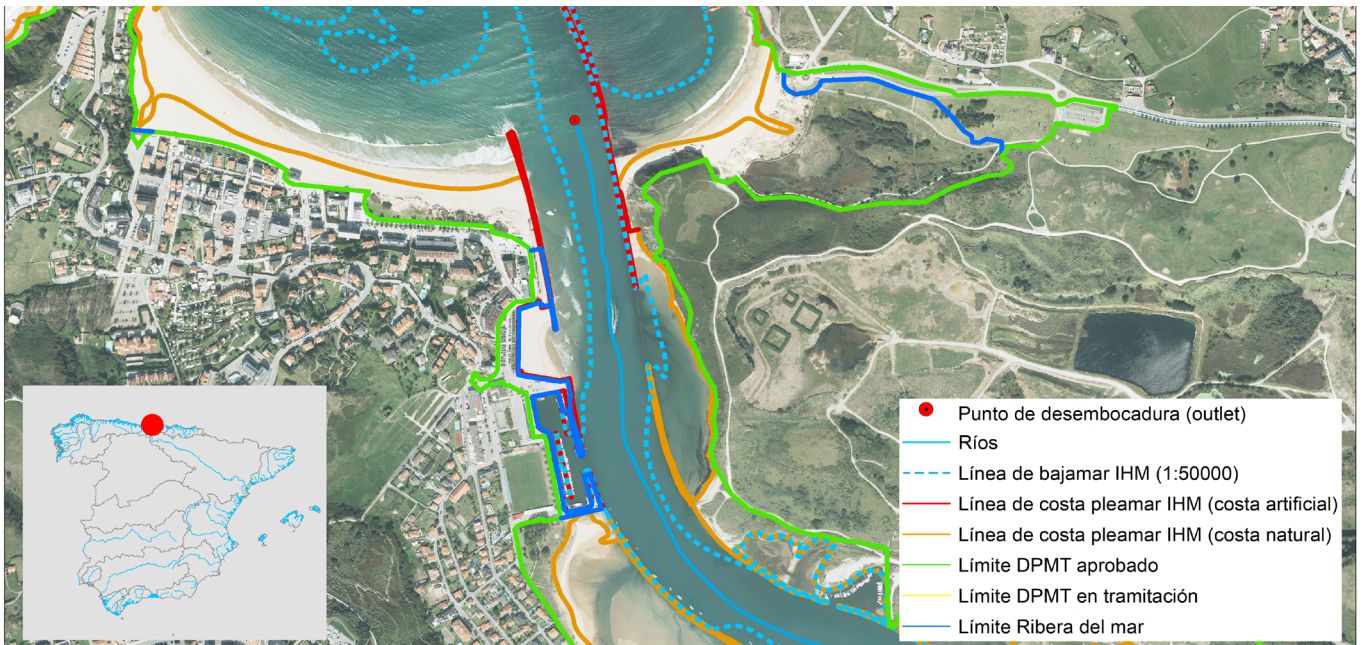 Punto de desembocadura (outlet)
Ríos
Línea de bajamar IHM (1:50000)
Línea de costa pleamar IHM (costa artificial)
Línea de costa pleamar IHM (costa natural)
Límite DPMT aprobado
Límite DPMT en tramitación
Límite Ribera del mar